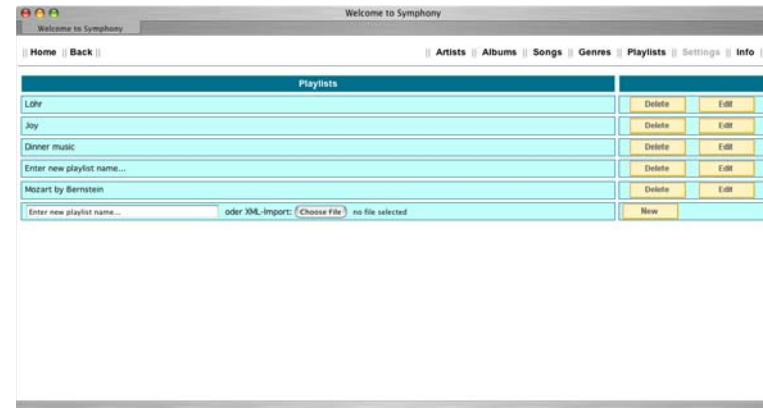 Welcome to Symphony
Welcome to Symphony
|| Home || Back ||
|| Artists || Albums || Songs || Genres || Playlists || Settings || Info ||
Playlists
Löhr Delete Edit
Joy Delete Edit
Dinner music Delete Edit
Enter new playlist name... Delete Edit
Mozart by Bernstein Delete Edit
Enter new playlist name... oder XML-Import: Choose File no file selected New